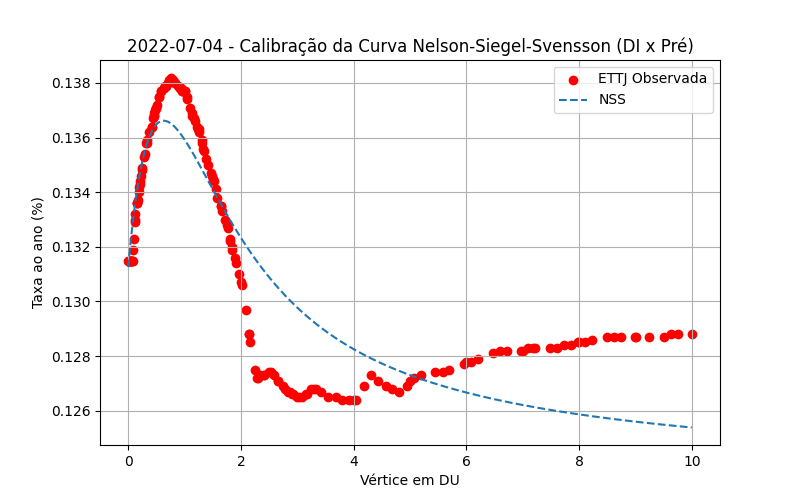 2022-07-04 - Calibração da Curva Nelson-Siegel-Svensson (DI x Pré)
ETTJ Observada
NSS
Taxa ao ano (%)
0.138
0.136
0.134
0.132
0.130
0.128
0.126
0 2 4 6 8 10
Vértice em DU